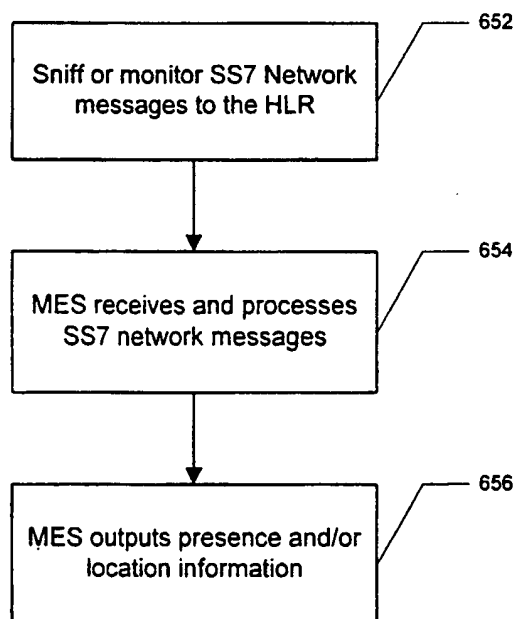 652
Sniff or monitor SS7 Network
messages to the HLR
654
MES receives and processes
SS7 network messages
656
MES outputs presence and/or
location information